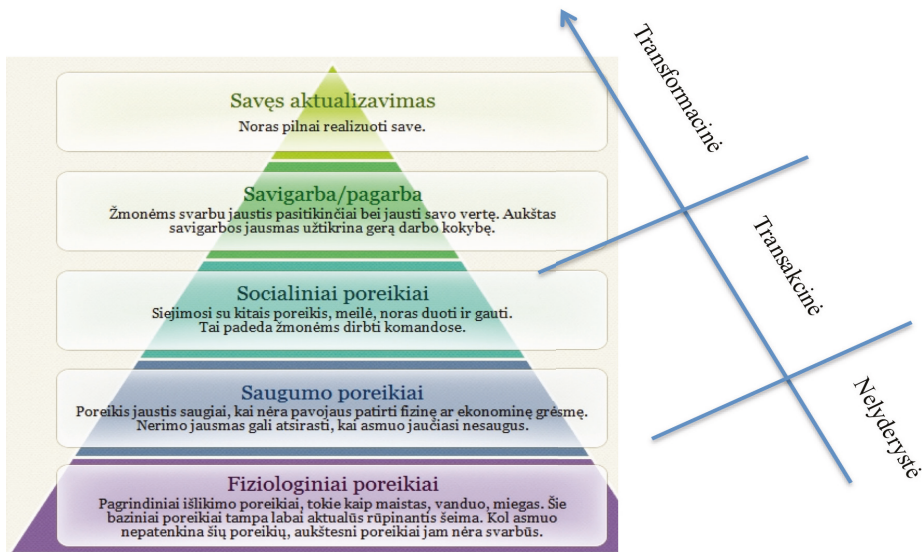 Savęs aktualizavimas
Noras pilnai realizuoti save.
Savigarba/pagarba
Žmonėms svarbu jaustis pasitikinčiai bei jausti savo vertę. Aukštas
savigarbos jausmas užtikrina gerą darbo kokybę.
Socialiniai poreikiai
Siejimosi su kitais poreikis, meilė, noras duoti ir gauti.
Tai padeda žmonėms dirbti komandose.
Saugumo poreikiai
Poreikis jaustis saugiai, kai nėra pavojaus patirti fizinę ar ekonominę grėsmę.
Nerimo jausmas gali atsirasti, kai asmuo jaučiasi nesaugus.
Fiziologiniai poreikiai
Pagrindiniai išlikimo poreikiai, tokie kaip maistas, vanduo, miegas. Šie
baziniai poreikiai tampa labai aktualūs rūpinantis šeima. Kol asmuo
nepatenkina šių poreikių, aukštesni poreikiai jam nėra svarbūs.
Transformacinė
Transakcinė
Nelyderystė